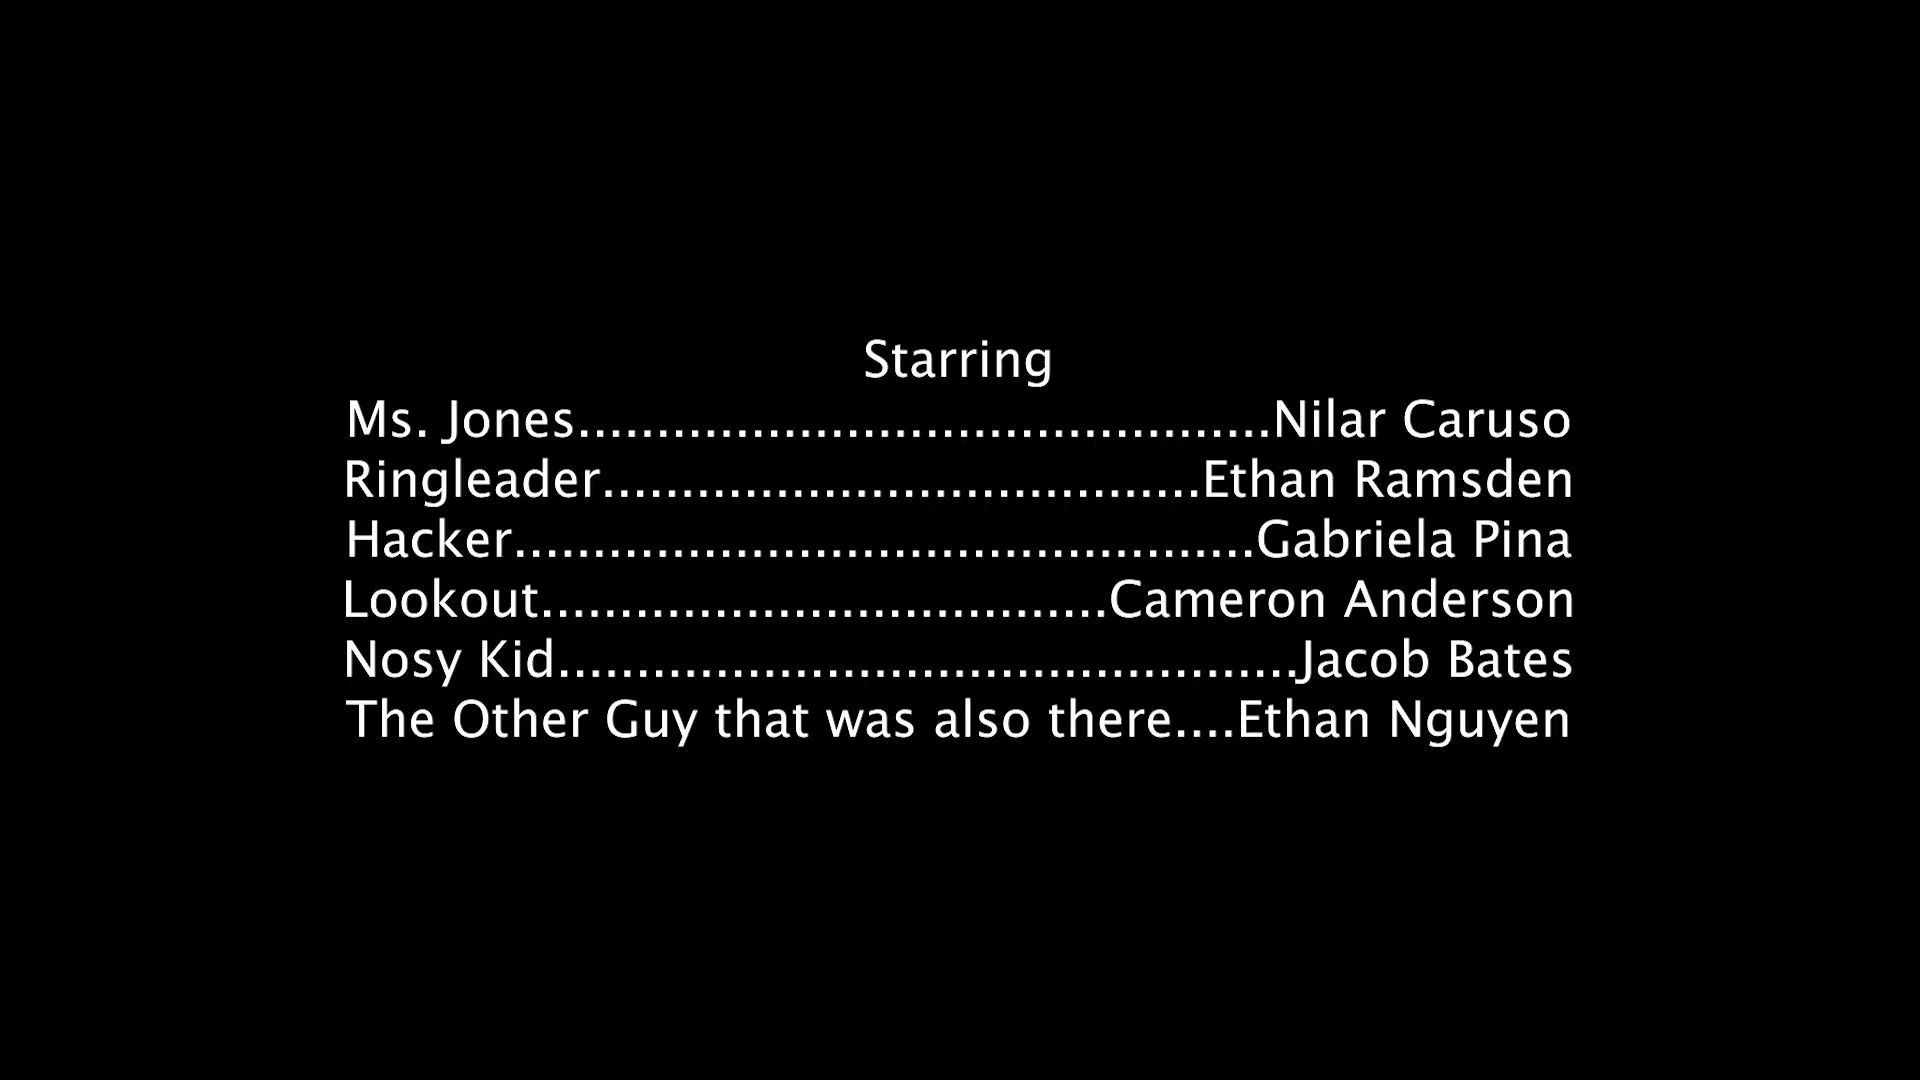 Starring
Ms. Jones............................................Nilar Caruso
Ringleader......................................Ethan Ramsden
Hacker...............................................Gabriela Pina
Lookout....................................Cameron Anderson
Nosy Kid...............................................Jacob Bates
The Other Guy that was also there....Ethan Nguyen